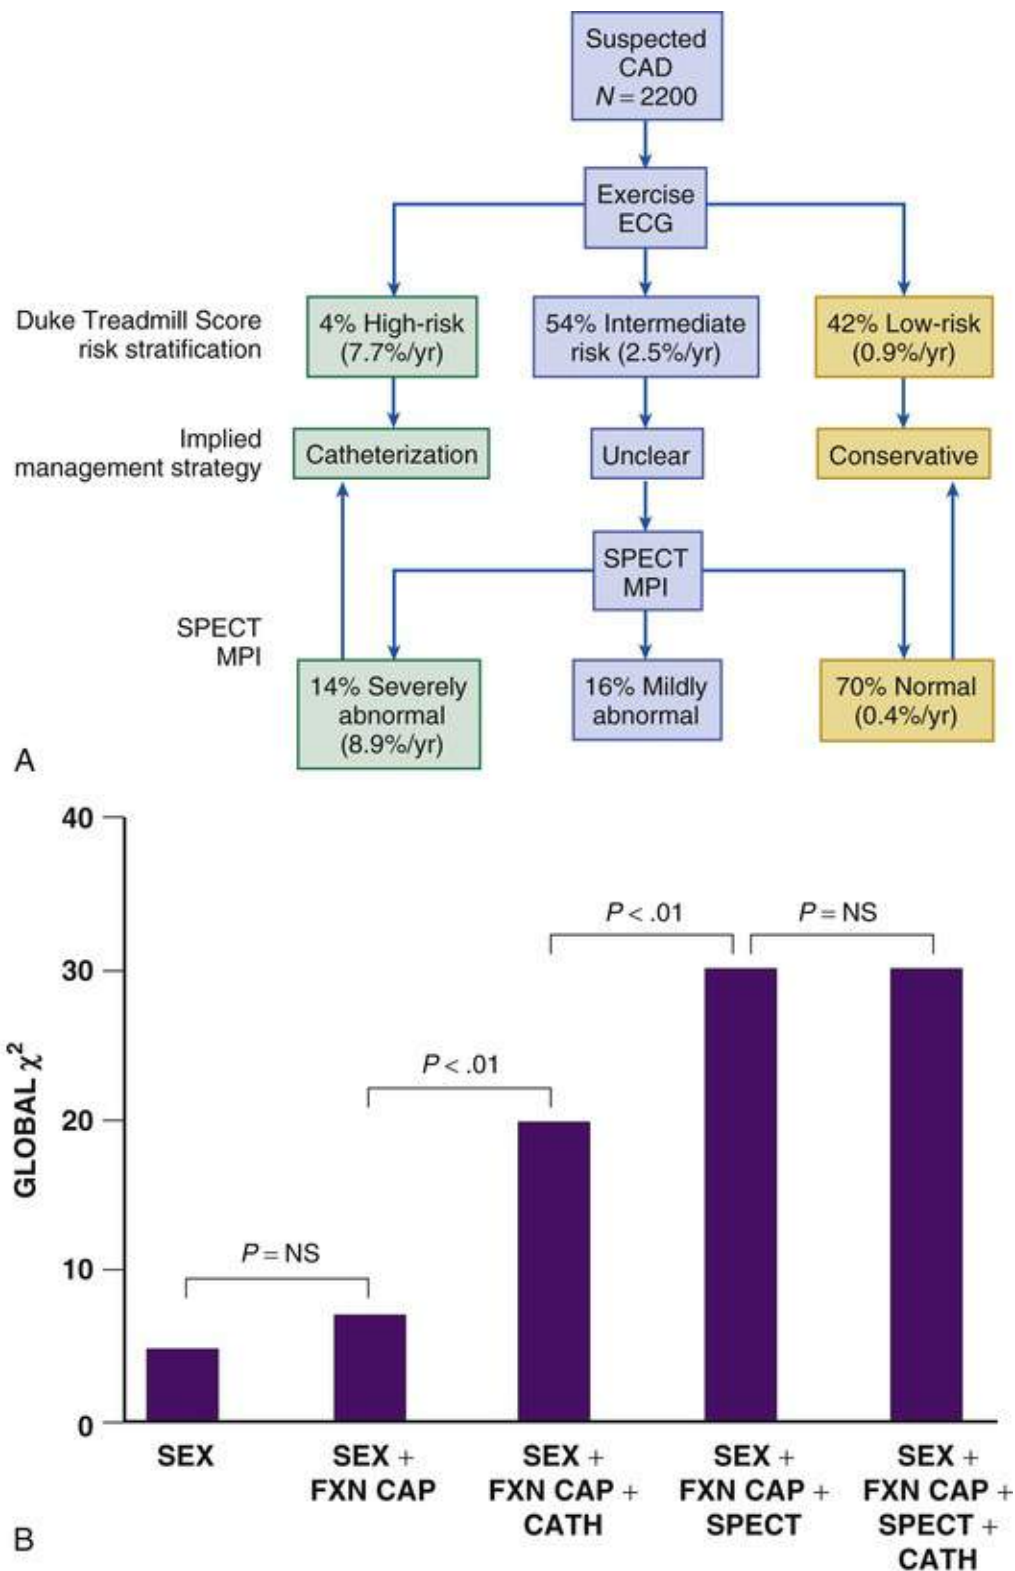 Suspected
CAD
N = 2200
Exercise
ECG
Duke Treadmill Score
risk stratification
4% High-risk
(7.7%/yr)
54% Intermediate
risk (2.5%/yr)
42% Low-risk
(0.9%/yr)
Implied
management strategy
Catheterization
Unclear
Conservative
SPECT
MPI
SPECT
MPI
14% Severely
abnormal
(8.9%/yr)
16% Mildly
abnormal
70% Normal
(0.4%/yr)
A
40
30
20
10
0
GLOBAL χ²
P = NS
P < .01
P < .01
P = NS
SEX
SEX +
FXN CAP
SEX +
FXN CAP +
CATH
SEX +
FXN CAP +
SPECT
SEX +
FXN CAP +
SPECT +
CATH
B